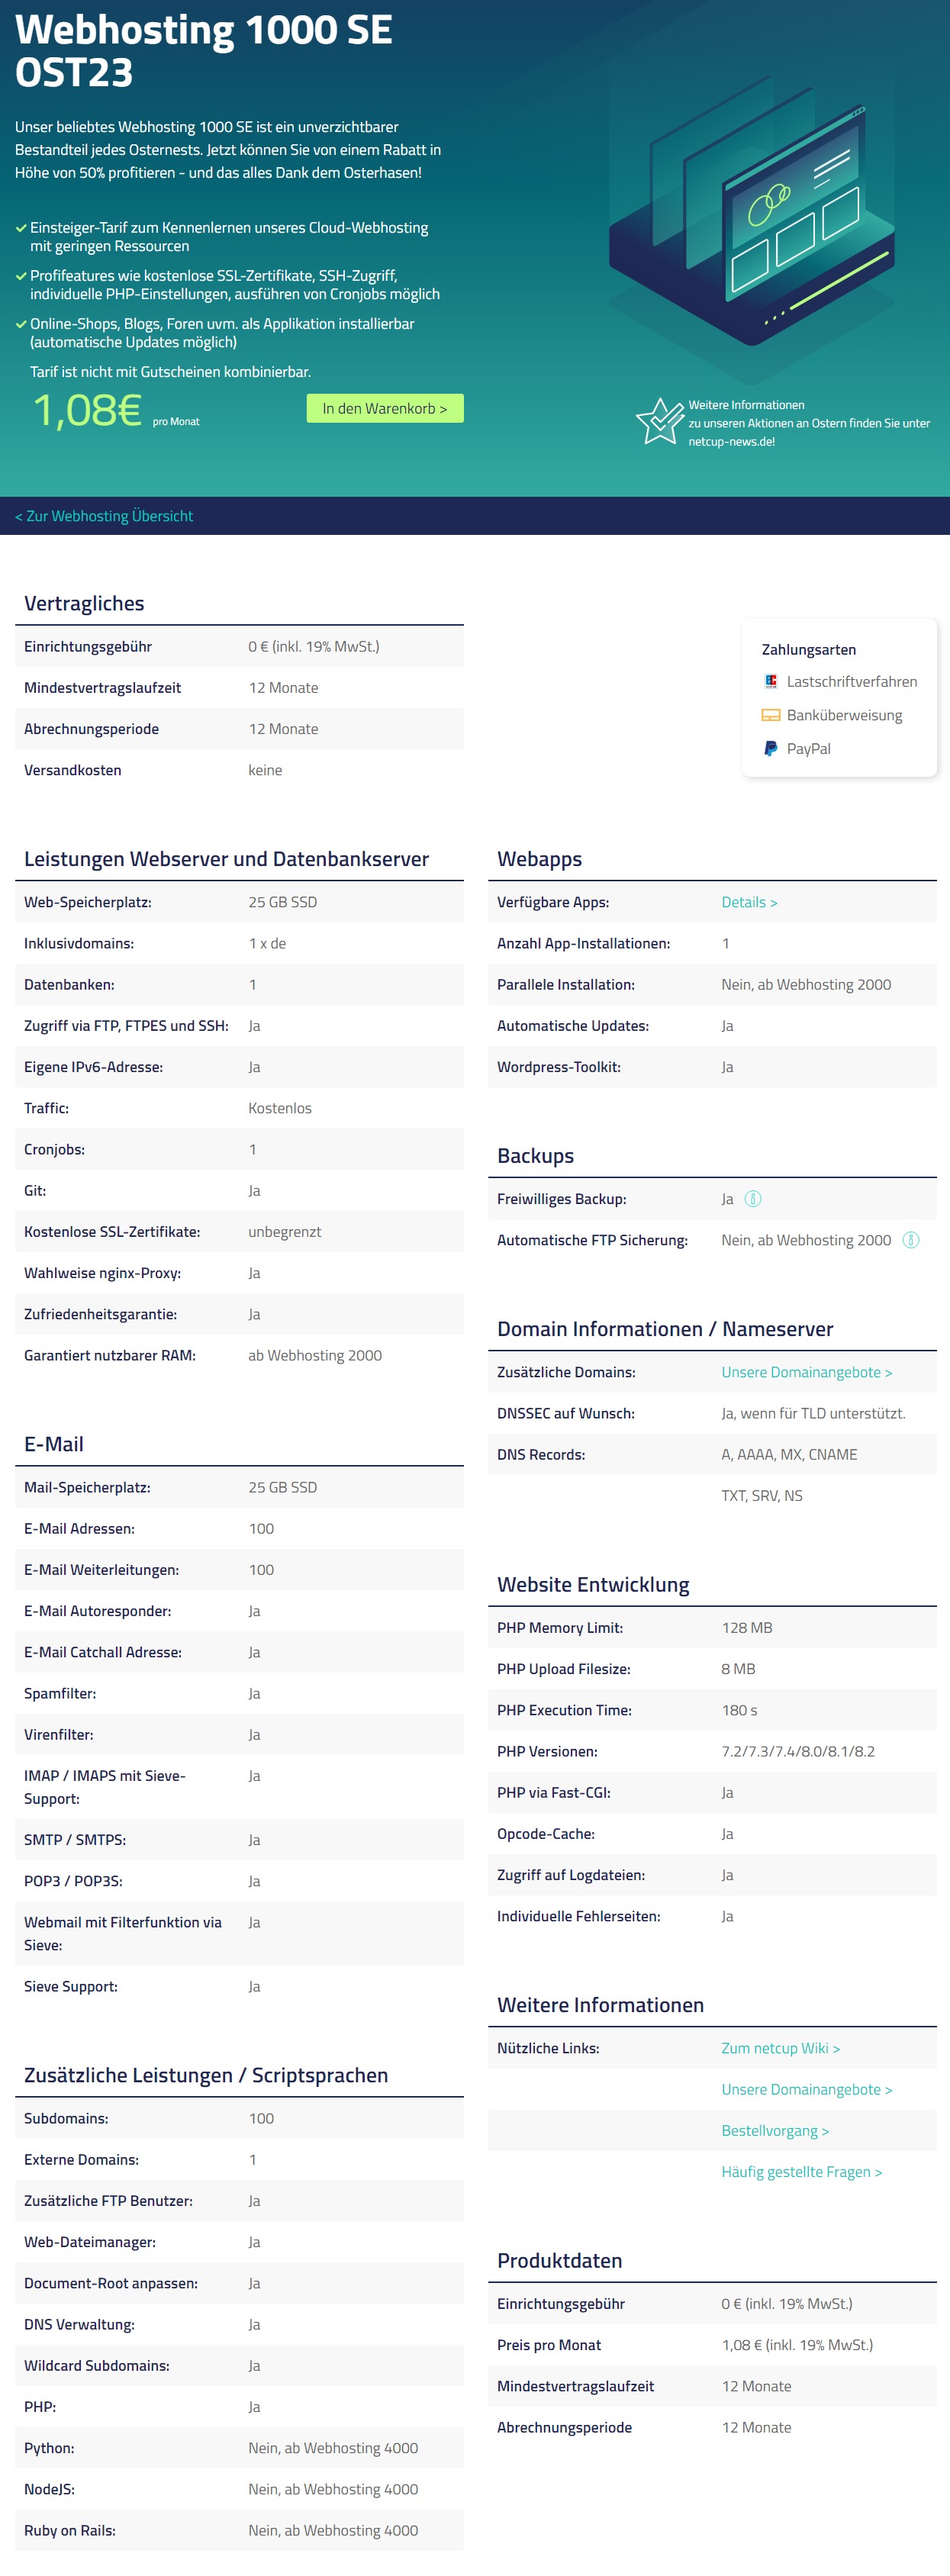 Webhosting 1000 SE
OST23
Unser beliebtes Webhosting 1000 SE ist ein unverzichtbarer
Bestandteil jedes Osternests. Jetzt können Sie von einem Rabatt in
Höhe von 50% profitieren - und das alles Dank dem Osterhasen!
Einsteiger-Tarif zum Kennenlernen unseres Cloud-Webhosting
mit geringen Ressourcen
Profifeatures wie kostenlose SSL-Zertifikate, SSH-Zugriff,
individuelle PHP-Einstellungen, ausführen von Cronjobs möglich
Online-Shops, Blogs, Foren uvm. als Applikation installierbar
(automatische Updates möglich)
Tarif ist nicht mit Gutscheinen kombinierbar.
1,08€ pro Monat
In den Warenkorb >
Weitere Informationen
zu unseren Aktionen an Ostern finden Sie unter
netcup-news.de!
< Zur Webhosting Übersicht
Vertragliches
Einrichtungsgebühr 0 € (inkl. 19% MwSt.)
Mindestvertragslaufzeit 12 Monate
Abrechnungsperiode 12 Monate
Versandkosten keine
Zahlungsarten
Lastschriftverfahren
Banküberweisung
PayPal
Leistungen Webserver und Datenbankserver
Web-Speicherplatz: 25 GB SSD
Inklusivdomains: 1 x de
Datenbanken: 1
Zugriff via FTP, FTPES und SSH: Ja
Eigene IPv6-Adresse: Ja
Traffic: Kostenlos
Cronjobs: 1
Git: Ja
Kostenlose SSL-Zertifikate: unbegrenzt
Wahlweise nginx-Proxy: Ja
Zufriedenheitsgarantie: Ja
Garantiert nutzbarer RAM: ab Webhosting 2000
E-Mail
Mail-Speicherplatz: 25 GB SSD
E-Mail Adressen: 100
E-Mail Weiterleitungen: 100
E-Mail Autoresponder: Ja
E-Mail Catchall Adresse: Ja
Spamfilter: Ja
Virenfilter: Ja
IMAP / IMAPS mit Sieve- Ja
Support:
SMTP / SMTPS: Ja
POP3 / POP3S: Ja
Webmail mit Filterfunktion via Ja
Sieve:
Sieve Support: Ja
Zusätzliche Leistungen / Scriptsprachen
Subdomains: 100
Externe Domains: 1
Zusätzliche FTP Benutzer: Ja
Web-Dateimanager: Ja
Document-Root anpassen: Ja
DNS Verwaltung: Ja
Wildcard Subdomains: Ja
PHP: Ja
Python: Nein, ab Webhosting 4000
NodeJS: Nein, ab Webhosting 4000
Ruby on Rails: Nein, ab Webhosting 4000
Webapps
Verfügbare Apps: Details >
Anzahl App-Installationen: 1
Parallele Installation: Nein, ab Webhosting 2000
Automatische Updates: Ja
Wordpress-Toolkit: Ja
Backups
Freiwilliges Backup: Ja
Automatische FTP Sicherung: Nein, ab Webhosting 2000
Domain Informationen / Nameserver
Zusätzliche Domains: Unsere Domainangebote >
DNSSEC auf Wunsch: Ja, wenn für TLD unterstützt.
DNS Records: A, AAAA, MX, CNAME
TXT, SRV, NS
Website Entwicklung
PHP Memory Limit: 128 MB
PHP Upload Filesize: 8 MB
PHP Execution Time: 180 s
PHP Versionen: 7.2/7.3/7.4/8.0/8.1/8.2
PHP via Fast-CGI: Ja
Opcode-Cache: Ja
Zugriff auf Logdateien: Ja
Individuelle Fehlerseiten: Ja
Weitere Informationen
Nützliche Links: Zum netcup Wiki >
Unsere Domainangebote >
Bestellvorgang >
Häufig gestellte Fragen >
Produktdaten
Einrichtungsgebühr 0 € (inkl. 19% MwSt.)
Preis pro Monat 1,08 € (inkl. 19% MwSt.)
Mindestvertragslaufzeit 12 Monate
Abrechnungsperiode 12 Monate